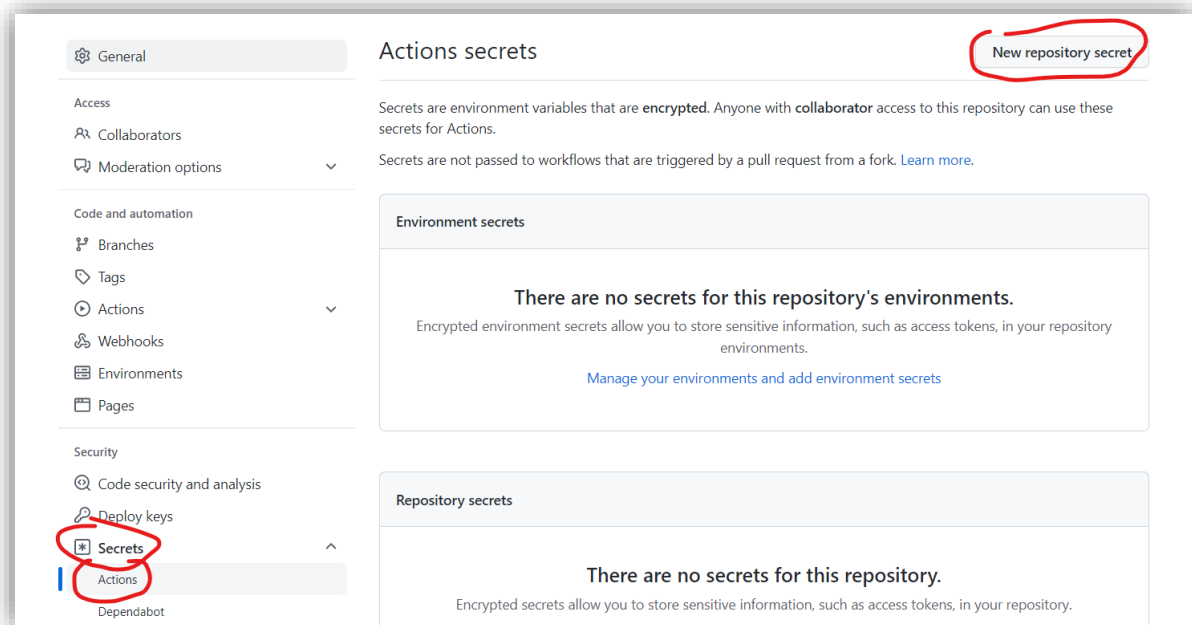 General
Access
Collaborators
Moderation options
Code and automation
Branches
Tags
Actions
Webhooks
Environments
Pages
Security
Code security and analysis
Deploy keys
Secrets
Actions
Dependabot
Actions secrets
New repository secret
Secrets are environment variables that are encrypted. Anyone with collaborator access to this repository can use these
secrets for Actions.
Secrets are not passed to workflows that are triggered by a pull request from a fork. Learn more.
Environment secrets
There are no secrets for this repository's environments.
Encrypted environment secrets allow you to store sensitive information, such as access tokens, in your repository
environments.
Manage your environments and add environment secrets
Repository secrets
There are no secrets for this repository.
Encrypted secrets allow you to store sensitive information, such as access tokens, in your repository.